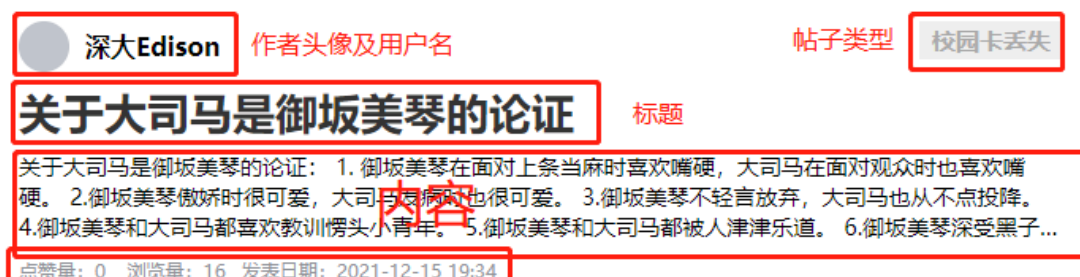 深大Edison 作者头像及用户名 帖子类型 校园卡丢失
关于大司马是御坂美琴的论证 标题
关于大司马是御坂美琴的论证： 1. 御坂美琴在面对上条当麻时喜欢嘴硬，大司马在面对观众时也喜欢嘴
硬。 2.御坂美琴傲娇时很可爱，大司马发病时也很可爱。 3.御坂美琴不轻言放弃，大司马也从不点投降。
内容
4.御坂美琴和大司马都喜欢教训愣头小青年。 5.御坂美琴和大司马都被人津津乐道。 6.御坂美琴深受黑子...
点赞量：0 浏览量：16 发表日期：2021-12-15 19:34